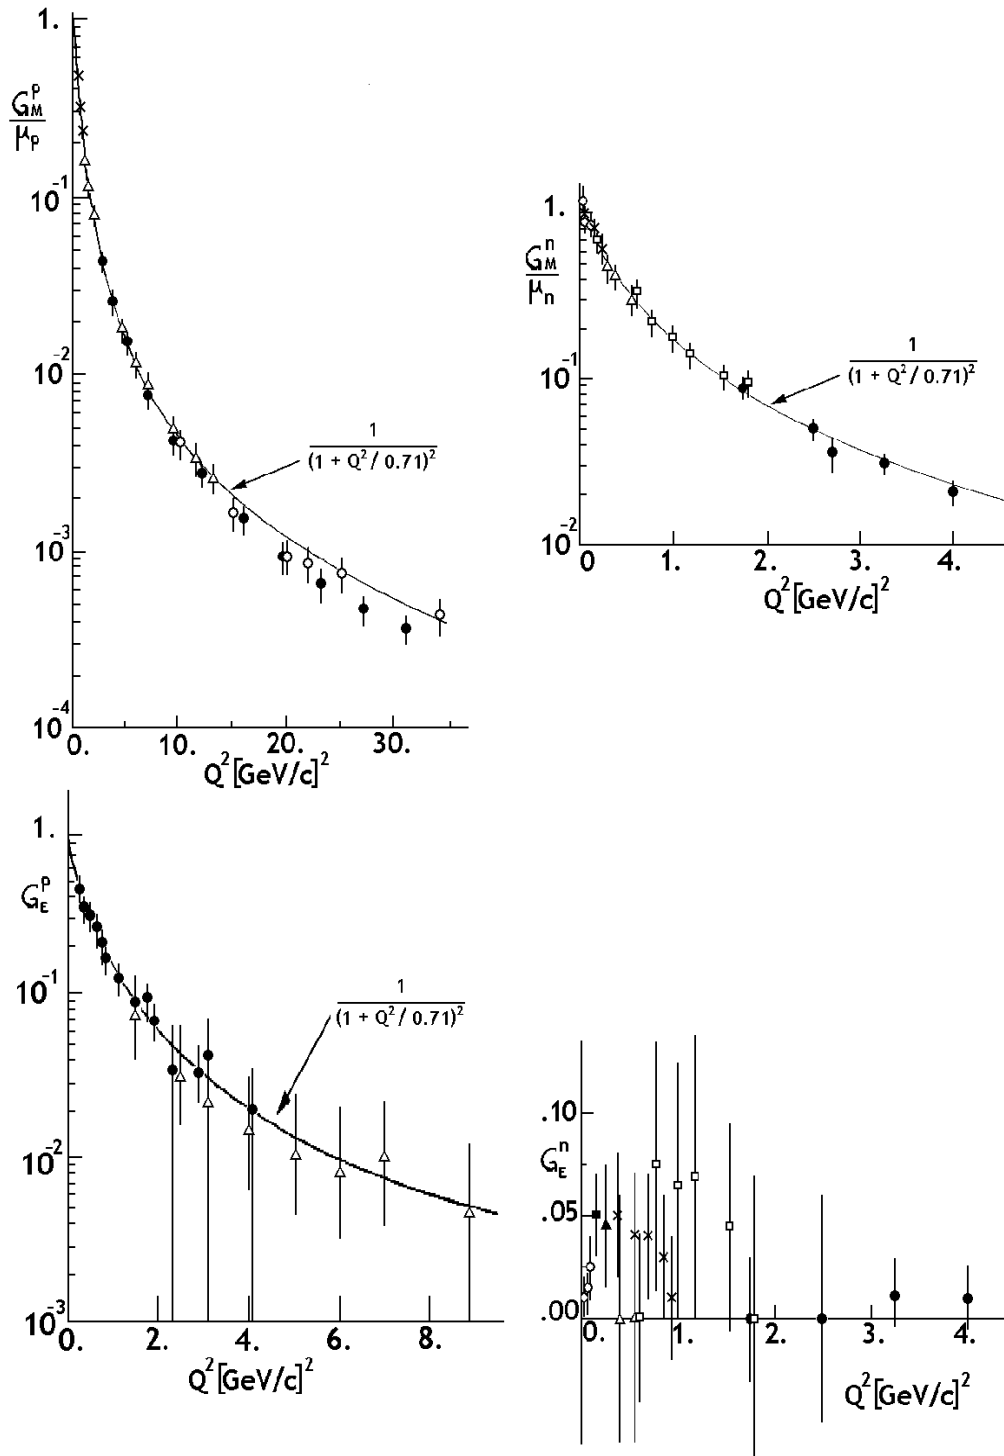 1.
G_M^p
μ_p
10^-1
10^-2
10^-3
10^-4
1
(1 + Q^2/ 0.71)^2
0. 10. 20. 30.
Q^2[GeV/c]^2
1.
G_M^n
μ_n
10^-1
10^-2
1
(1 + Q^2/0.71)^2
0. 1. 2. 3. 4.
Q^2[GeV/c]^2
1.
G_E^p
10^-1
10^-2
10^-3
1
(1 + Q^2/ 0.71)^2
0. 2. 4. 6. 8.
Q^2[GeV/c]^2
.10
G_E^n
.05
.00
0. 1. 2. 3. 4.
Q^2[GeV/c]^2